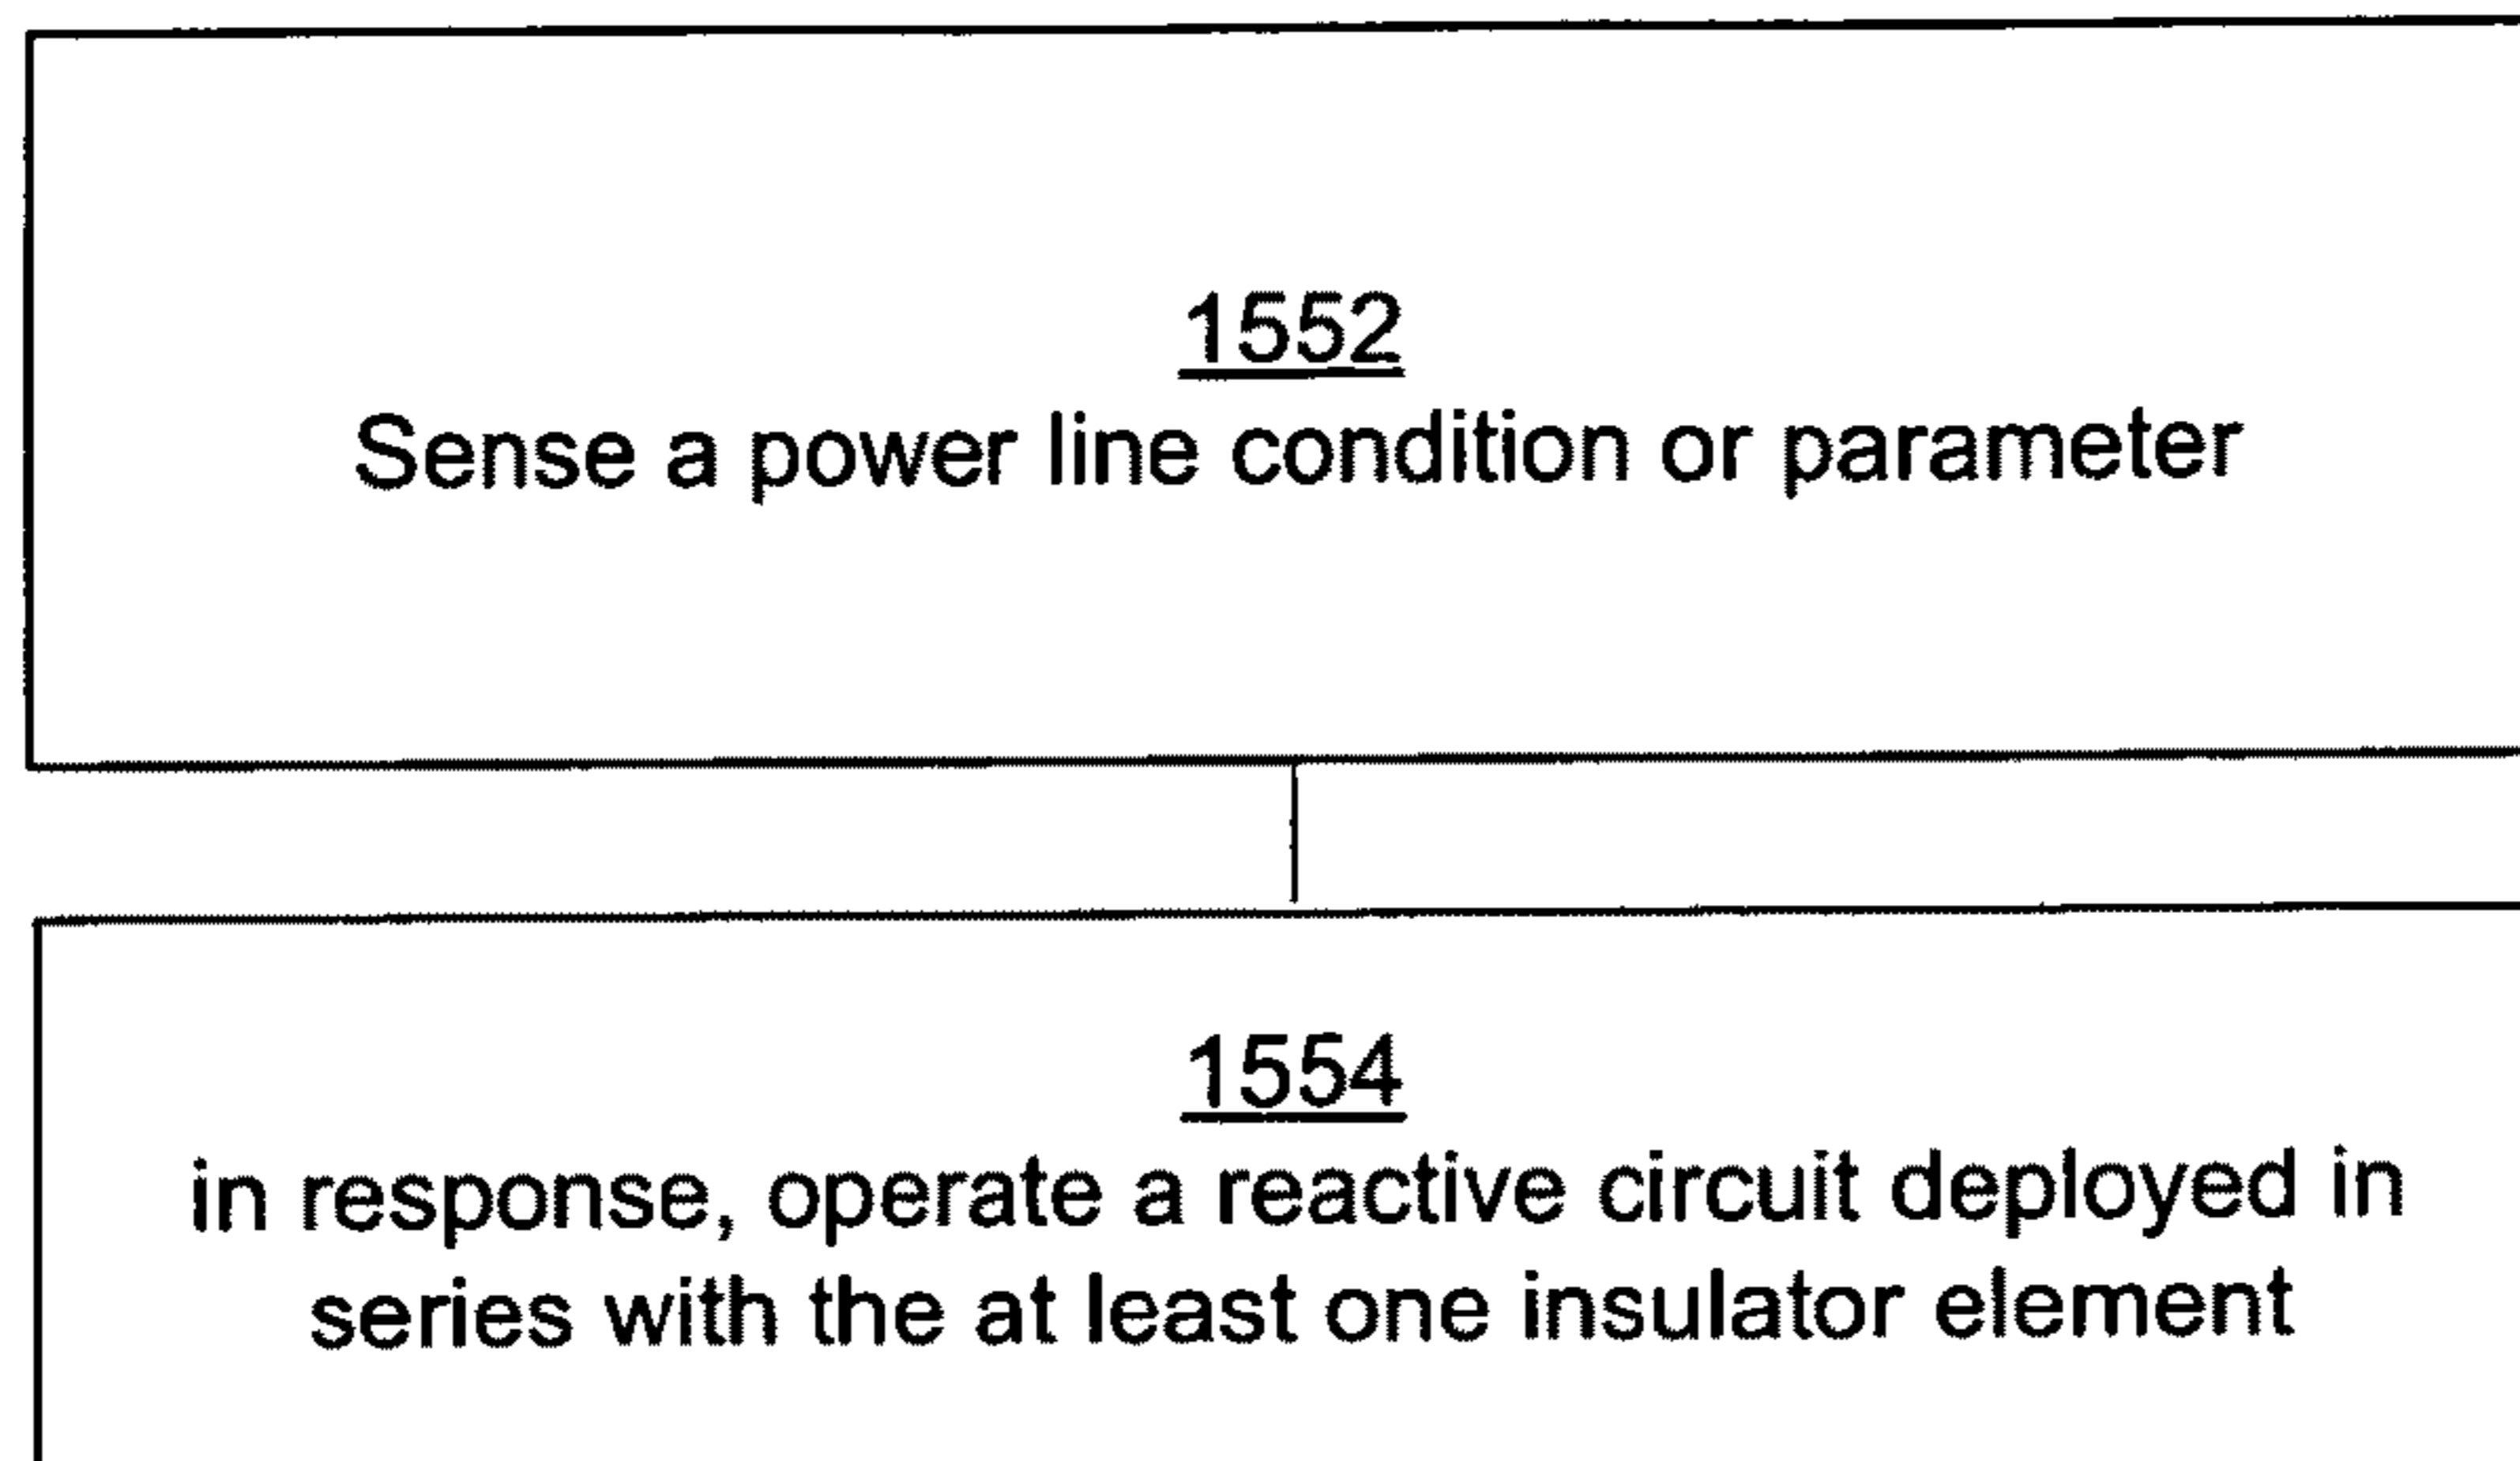 1552
Sense a power line condition or parameter
1554
in response, operate a reactive circuit deployed in
series with the at least one insulator element